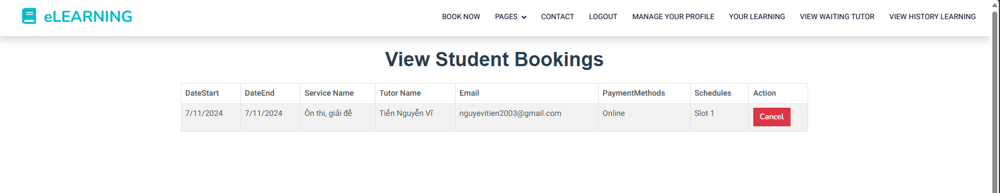 eLEARNING
BOOK NOW PAGES CONTACT LOGOUT MANAGE YOUR PROFILE YOUR LEARNING VIEW WAITING TUTOR VIEW HISTORY LEARNING
View Student Bookings
DateStart DateEnd Service Name Tutor Name Email PaymentMethods Schedules Action
7/11/2024 7/11/2024 Ôn thi, giải đề Tiến Nguyễn Vĩ nguyevitien2003@gmail.com Online Slot 1 Cancel